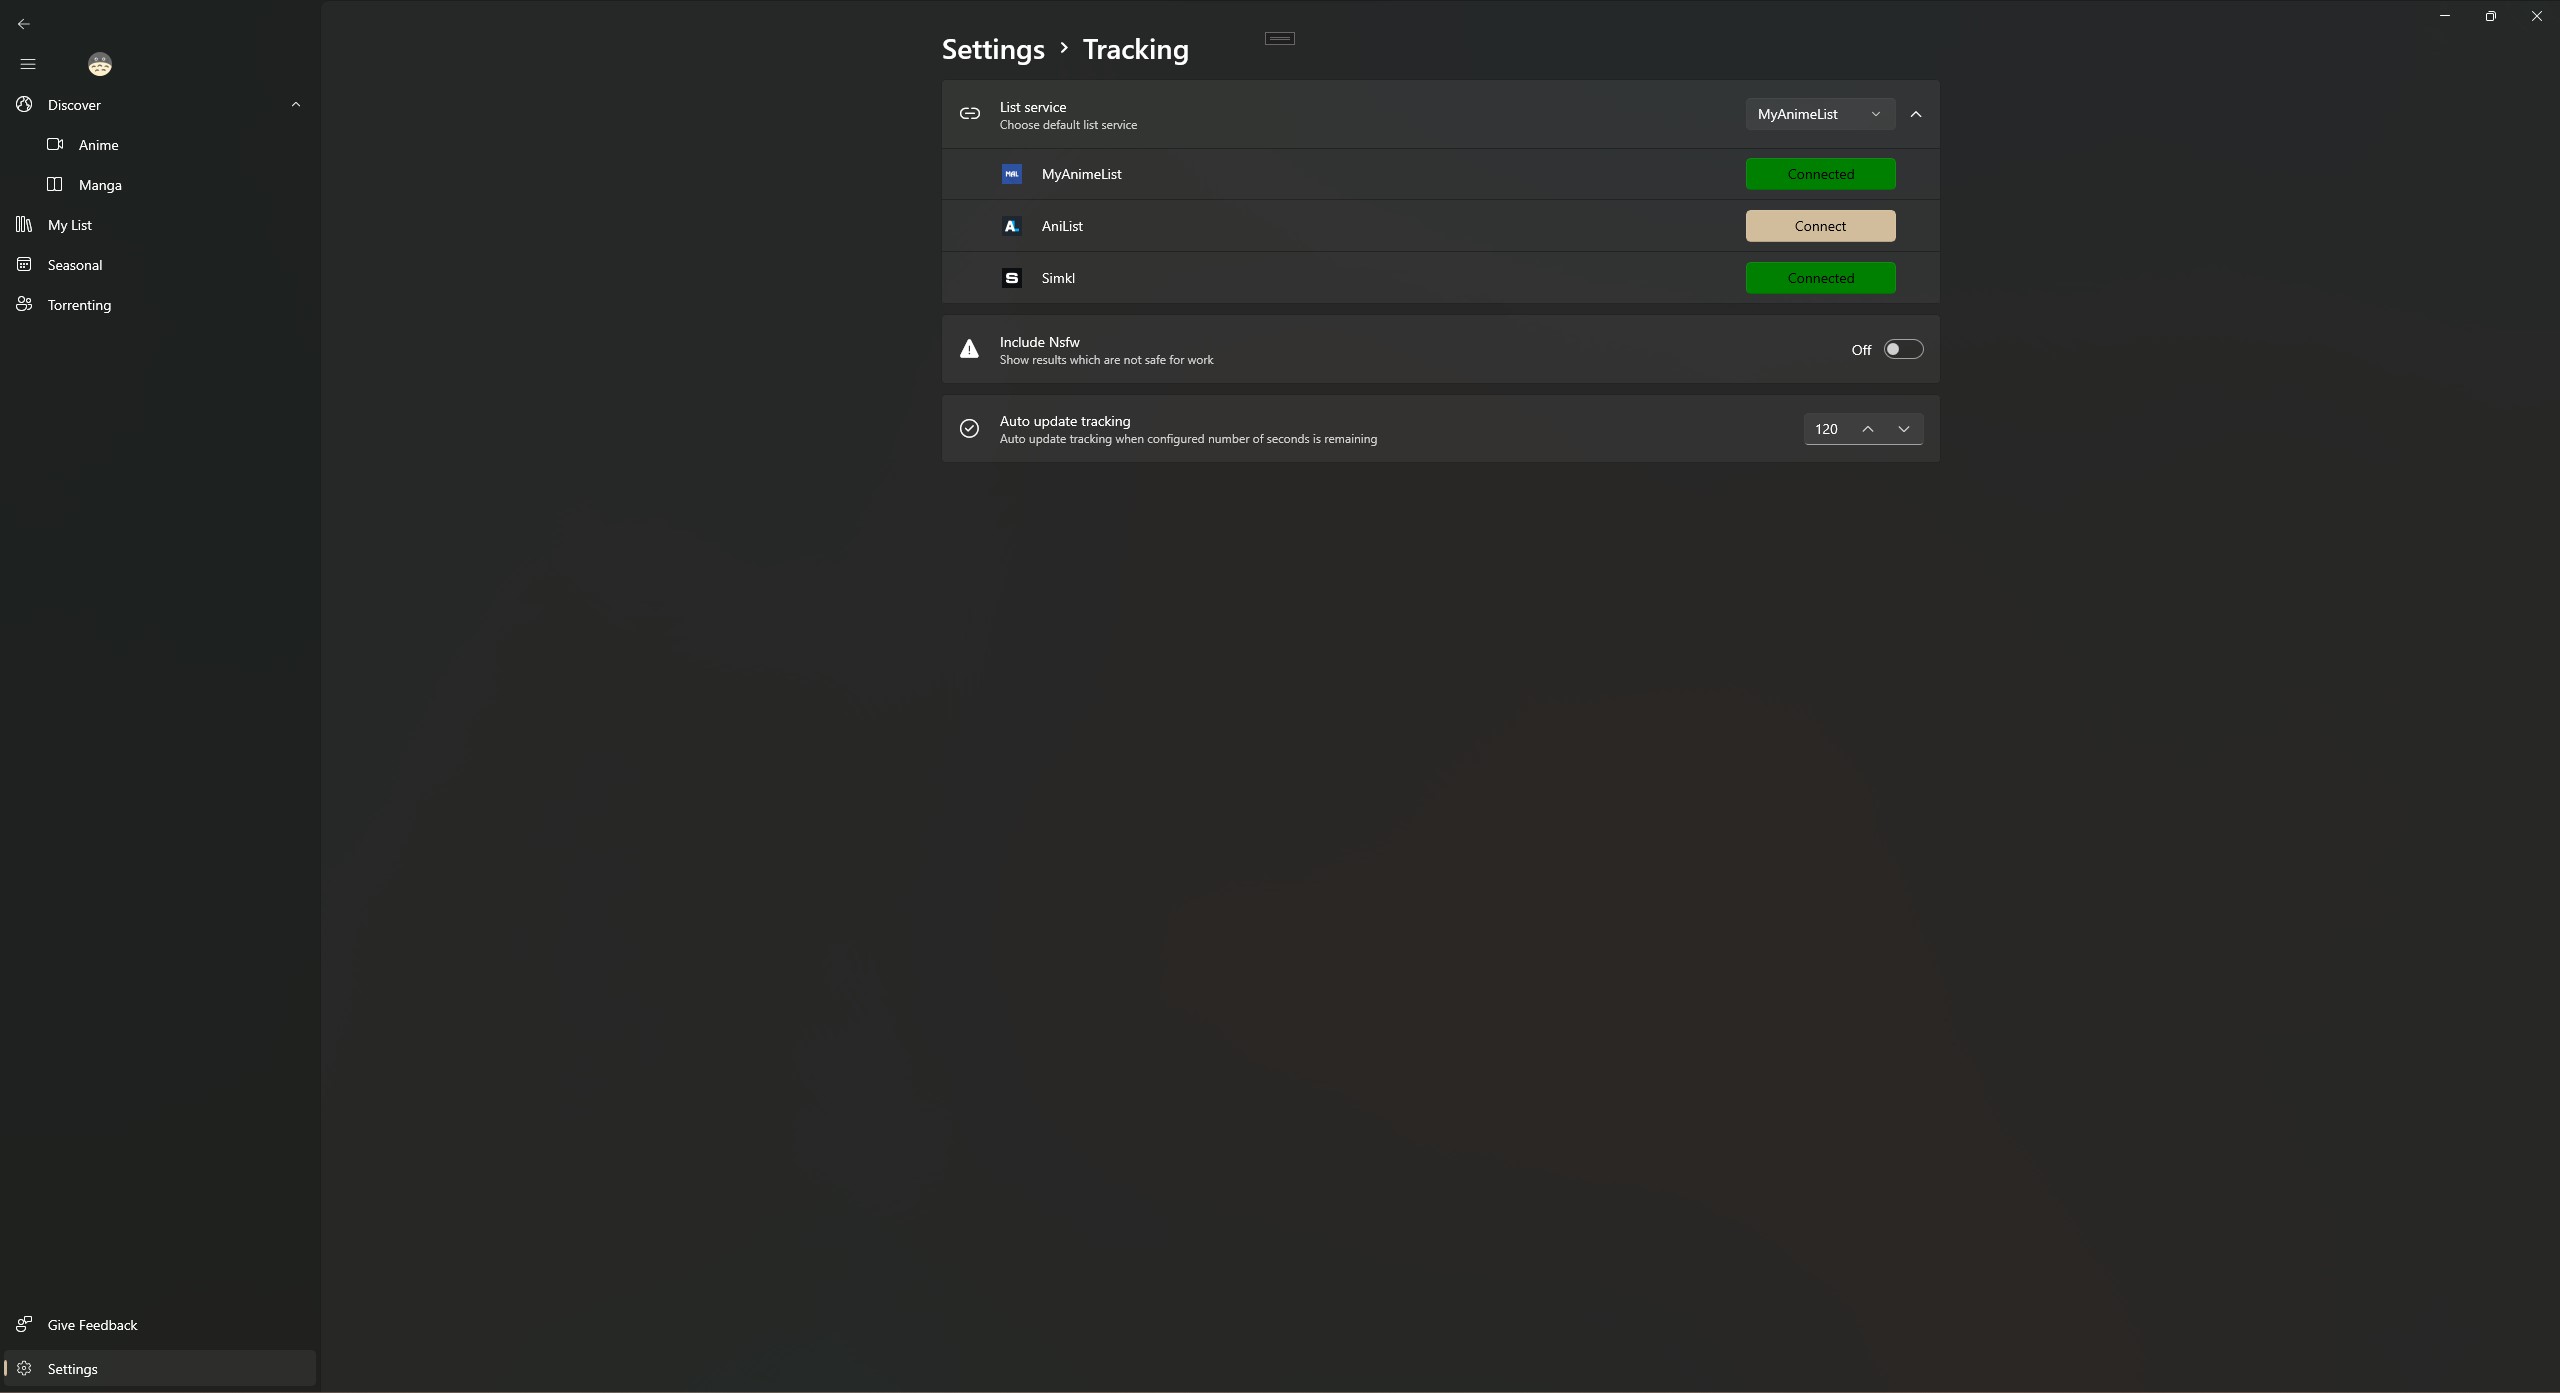 Settings > Tracking
Discover
Anime
Manga
My List
Seasonal
Torrenting
List service
Choose default list service
MyAnimeList
MAL MyAnimeList
Connected
AL AniList
Connect
S Simkl
Connected
Include Nsfw
Show results which are not safe for work
Off
Auto update tracking
Auto update tracking when configured number of seconds is remaining
120
Give Feedback
Settings